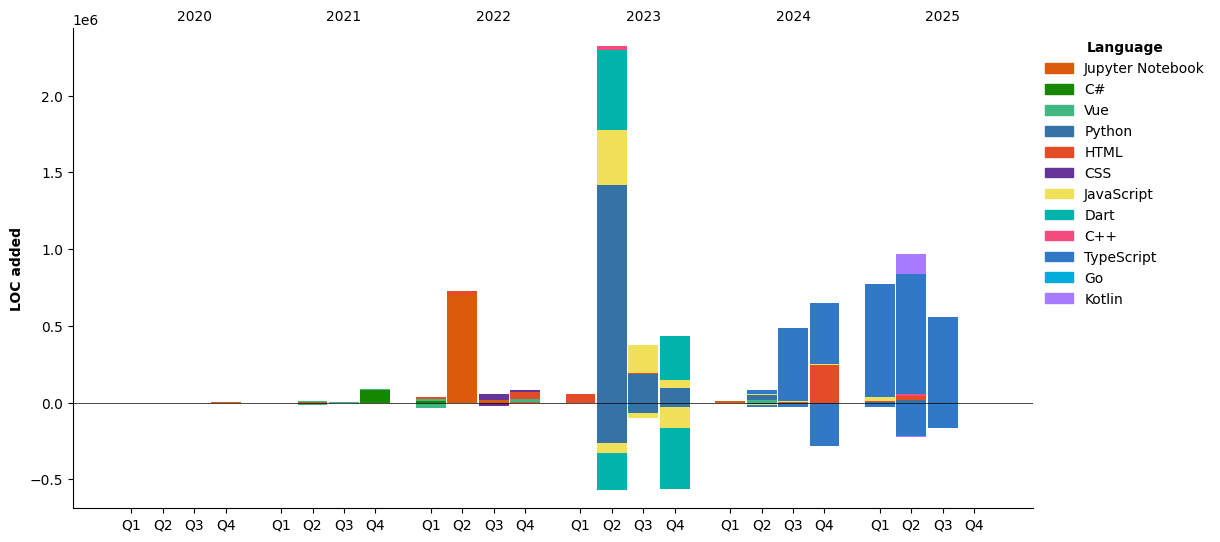 1e6
2020 2021 2022 2023 2024 2025
LOC added
2.0
1.5
1.0
0.5
0.0
−0.5
Q1 Q2 Q3 Q4 Q1 Q2 Q3 Q4 Q1 Q2 Q3 Q4 Q1 Q2 Q3 Q4 Q1 Q2 Q3 Q4 Q1 Q2 Q3 Q4
Language
Jupyter Notebook
C#
Vue
Python
HTML
CSS
JavaScript
Dart
C++
TypeScript
Go
Kotlin